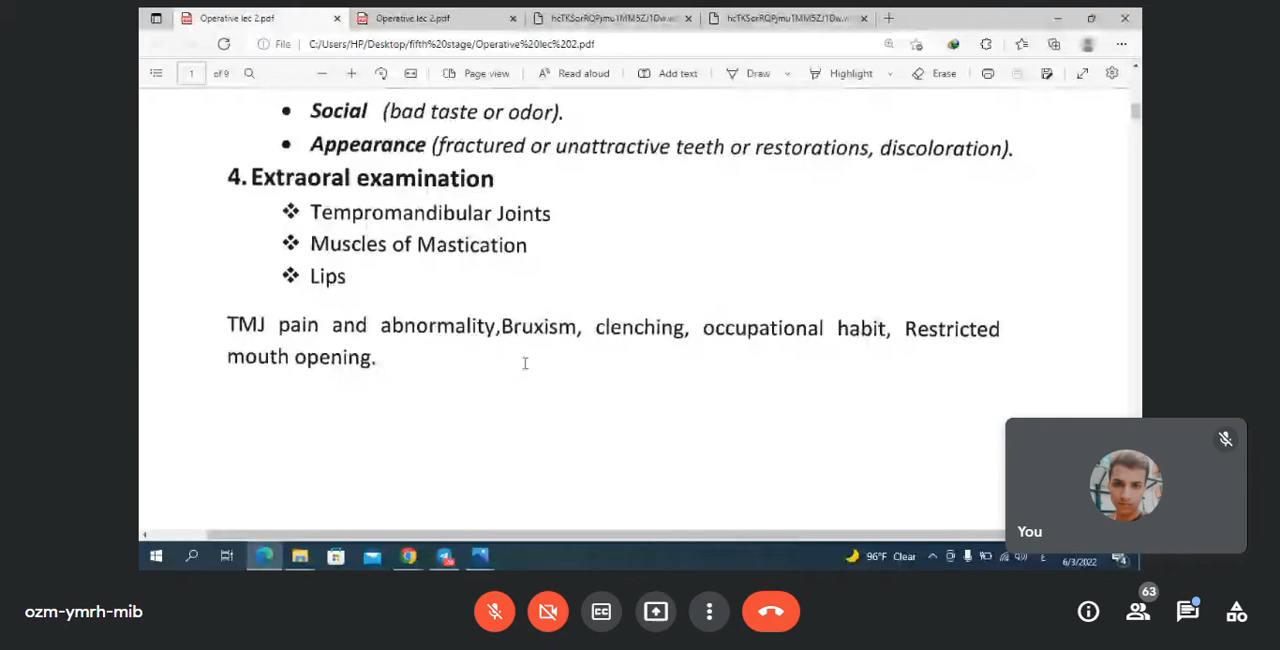 Operative lec 2.pdf
Operative lec 2.pdf
hcTKSorRQPjmu1MM5ZJ1Dw.
hcTKSorRQPjmu1MM5ZJ1Dw.
File
C:/Users/HP/Desktop/fifth%20stage/Operative%20lec%202.pdf
1 of 9
Page view
Read aloud
Add text
Draw
Highlight
Erase
• Social (bad taste or odor).
• Appearance (fractured or unattractive teeth or restorations, discoloration).
4. Extraoral examination
❖ Tempromandibular Joints
❖ Muscles of Mastication
❖ Lips
TMJ pain and abnormality,Bruxism, clenching, occupational habit, Restricted
mouth opening.
You
96°F Clear
6/3/2022
4
ozm-ymrh-mib
63